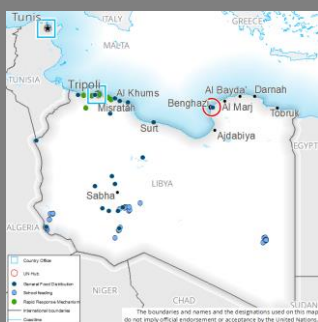 Tunis
ITALY
GREECE
MALTA
TUNISIA
Tripoli
Al Khums
Misratah
Surt
Benghazi
Al Bayda'
Darnah
Al Marj
Tobruk
Ajdabiya
EGYPT
LIBYA
Sabha
ALGERIA
NIGER
CHAD
SUDAN
Country Office
UN Hub
General Food Distribution
School Feeding
Rapid Response Mechanism
International boundaries
Coastline
The boundaries and names and the designations used on this map
do not imply official endorsement or acceptance by the United Nations.